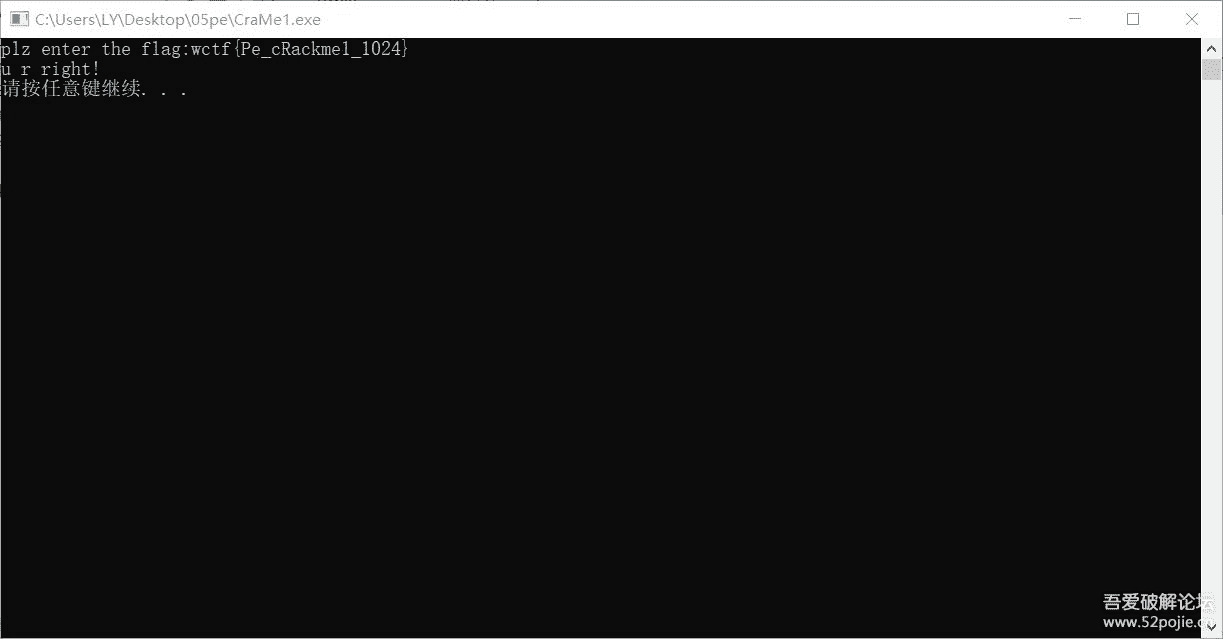 C:\Users\LY\Desktop\05pe\CraMe1.exe
plz enter the flag:wctf{Pe_cRackme1_1024}
u r right!
请按任意键继续. . .
吾爱破解论坛
www.52pojie.c